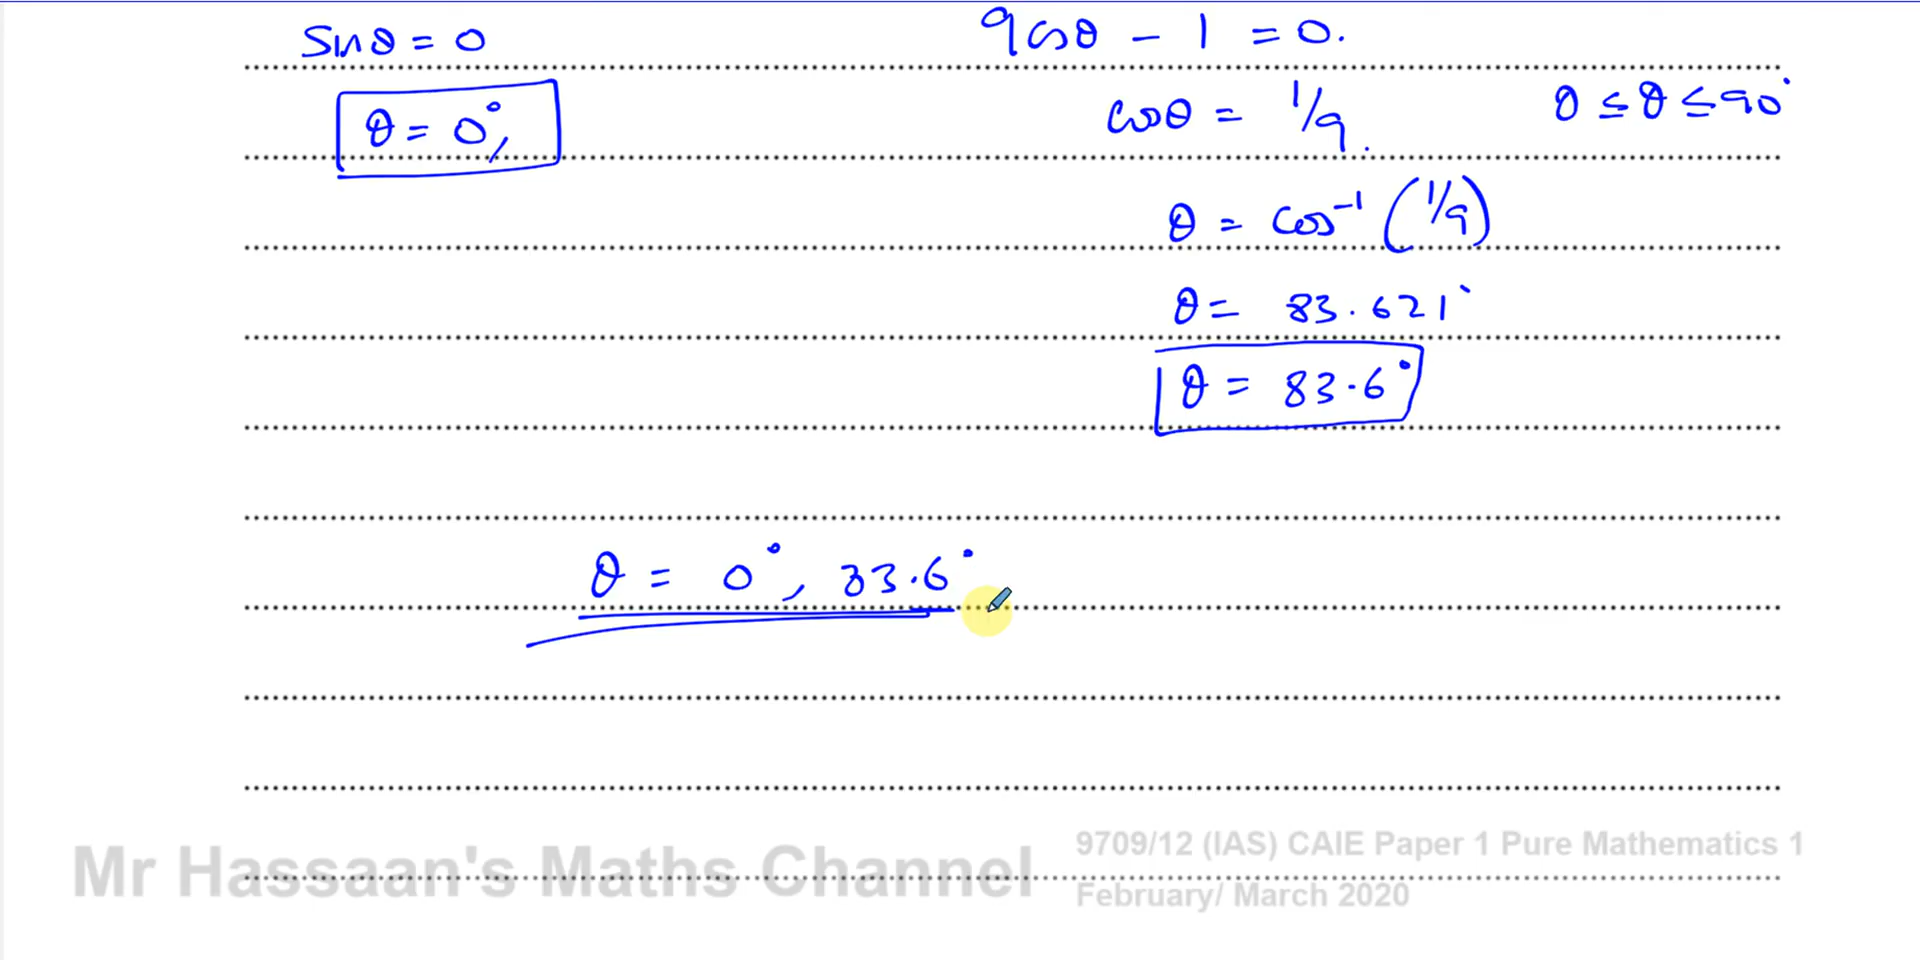 Sinθ = 0
θ = 0°,
9cosθ - 1 = 0.
cosθ = 1/9.
0 ≤ θ ≤ 90°
θ = cos⁻¹ (1/9)
θ = 83.621°
θ = 83.6°
θ = 0°, 83.6°
Mr Hassaan's Maths Channel
9709/12 (IAS) CAIE Paper 1 Pure Mathematics 1
February/ March 2020